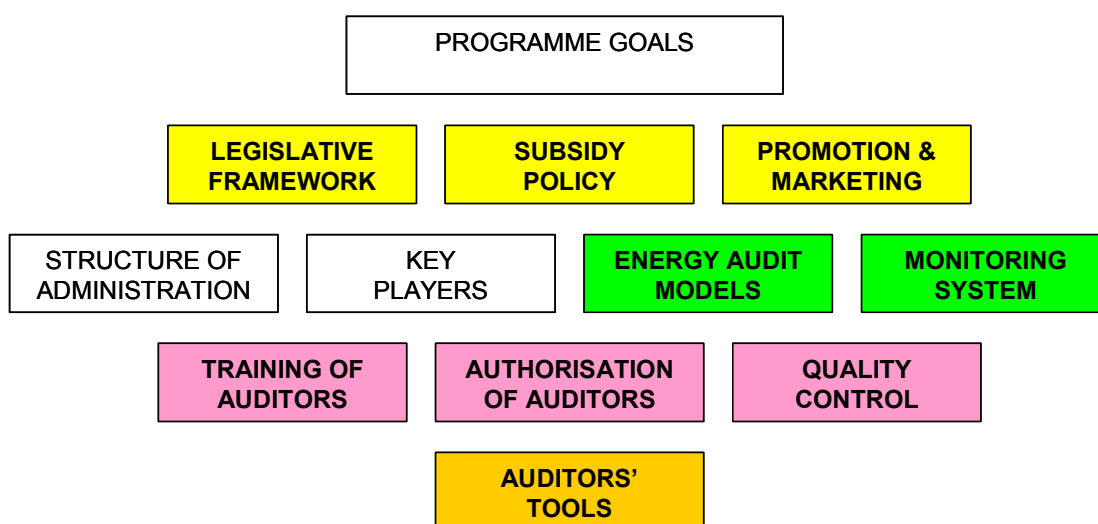 PROGRAMME GOALS
LEGISLATIVE
FRAMEWORK
SUBSIDY
POLICY
PROMOTION &
MARKETING
STRUCTURE OF
ADMINISTRATION
KEY
PLAYERS
ENERGY AUDIT
MODELS
MONITORING
SYSTEM
TRAINING OF
AUDITORS
AUTHORISATION
OF AUDITORS
QUALITY
CONTROL
AUDITORS’
TOOLS